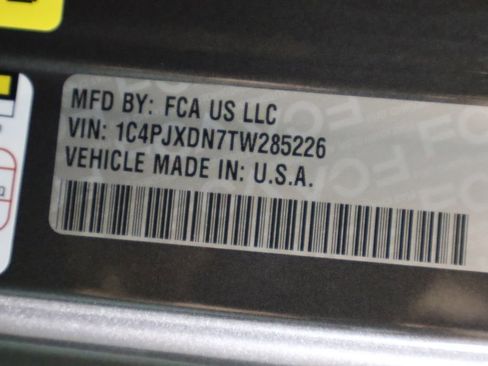 MFD BY: FCA US LLC
VIN: 1C4PJXDN7TW285226
VEHICLE MADE IN: U.S.A.